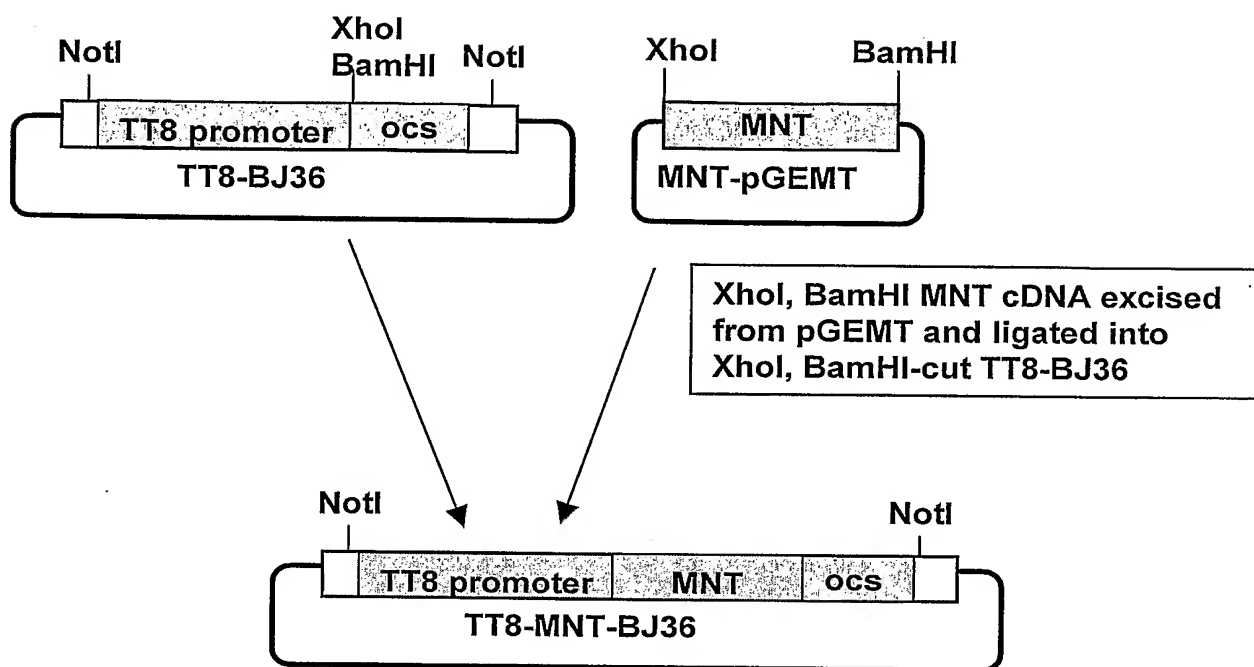 XhoI
NotI BamHI NotI
TT8 promoter ocs
TT8-BJ36
XhoI BamHI
MNT
MNT-pGEMT
XhoI, BamHI MNT cDNA excised
from pGEMT and ligated into
XhoI, BamHI-cut TT8-BJ36
NotI NotI
TT8 promoter MNT ocs
TT8-MNT-BJ36